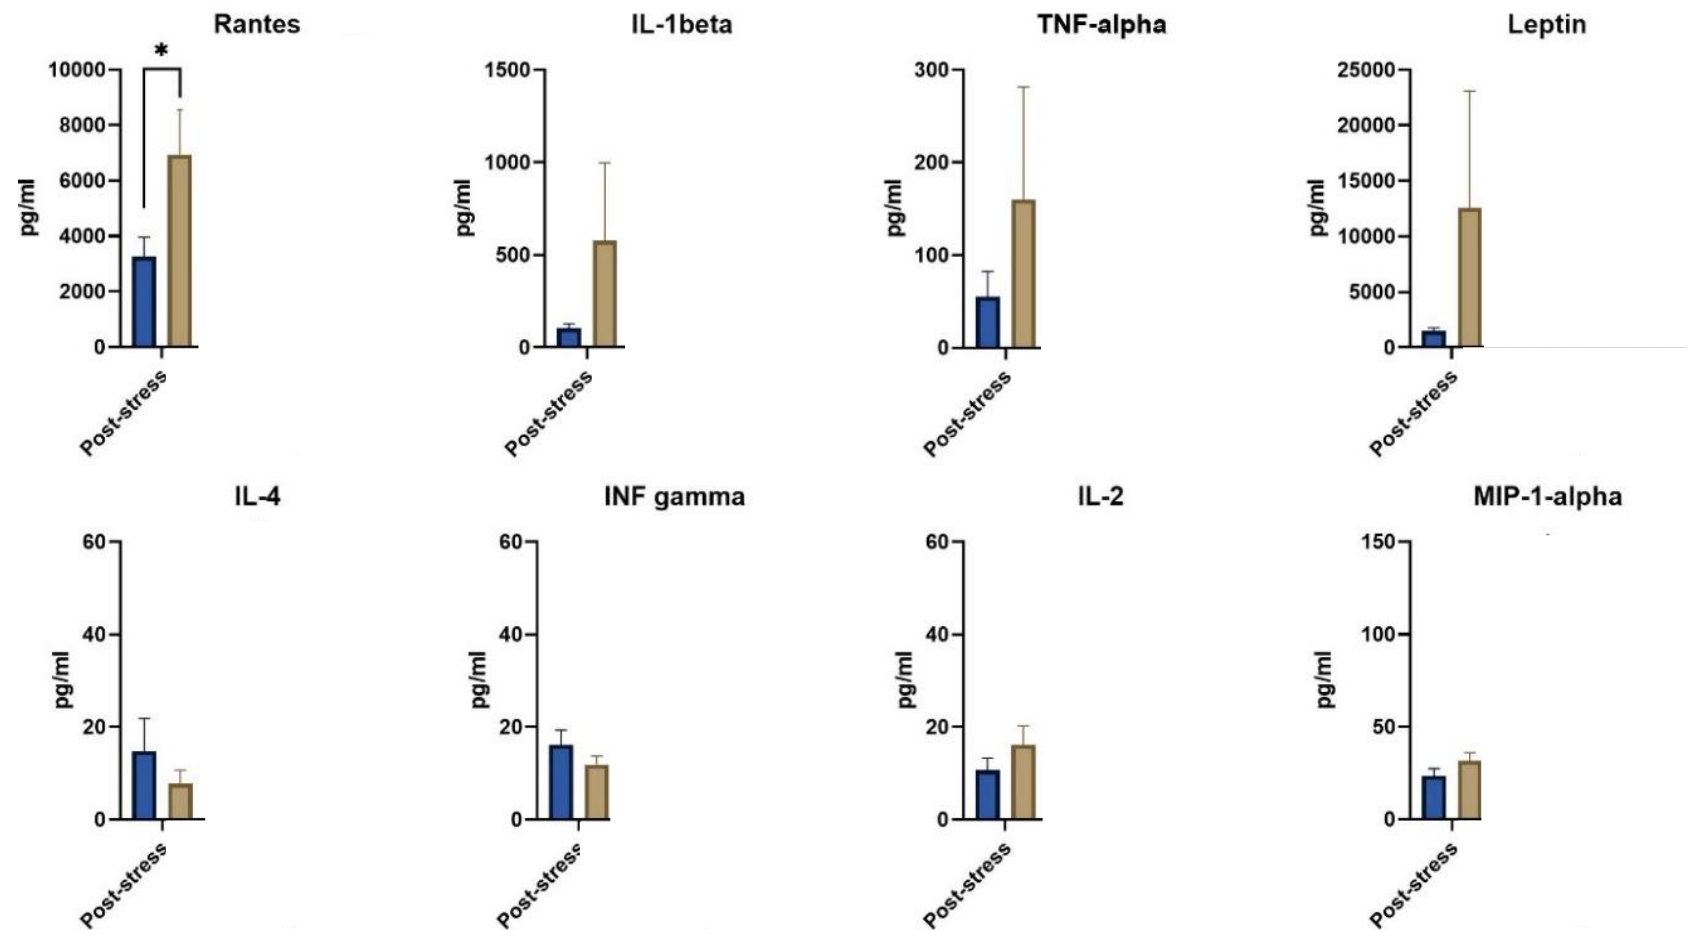 Rantes
*
10000
8000
6000
4000
2000
0
pg/ml
Post-stress
IL-1beta
1500
1000
500
0
pg/ml
Post-stress
TNF-alpha
300
200
100
0
pg/ml
Post-stress
Leptin
25000
20000
15000
10000
5000
0
pg/ml
Post-stress
IL-4
60
40
20
0
pg/ml
Post-stress
INF gamma
60
40
20
0
pg/ml
Post-stress
IL-2
60
40
20
0
pg/ml
Post-stress
MIP-1-alpha
150
100
50
0
pg/ml
Post-stress